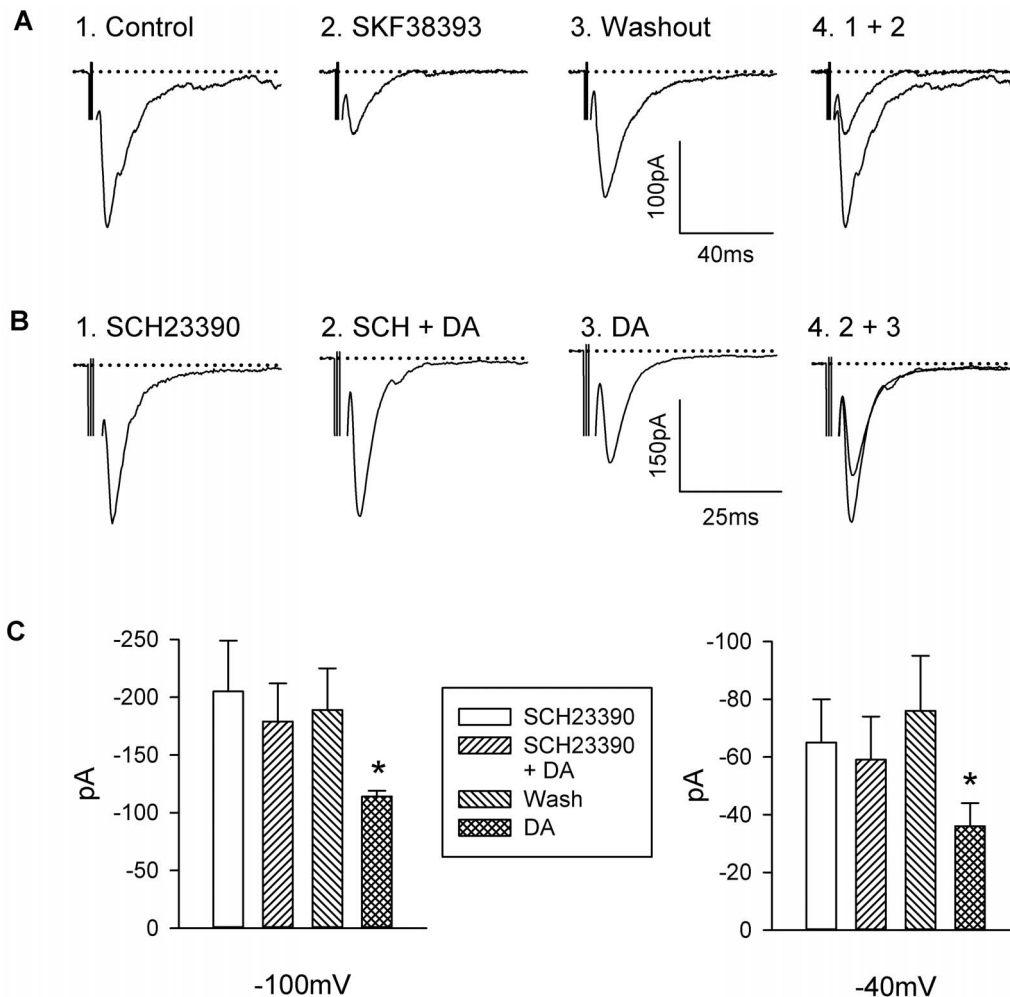 A
1. Control
2. SKF38393
3. Washout
4. 1 + 2
100pA
40ms
B
1. SCH23390
2. SCH + DA
3. DA
4. 2 + 3
150pA
25ms
C
pA
-250
-200
-150
-100
-50
0
*
-100mV
SCH23390
SCH23390
+ DA
Wash
DA
pA
-100
-80
-60
-40
-20
0
*
-40mV